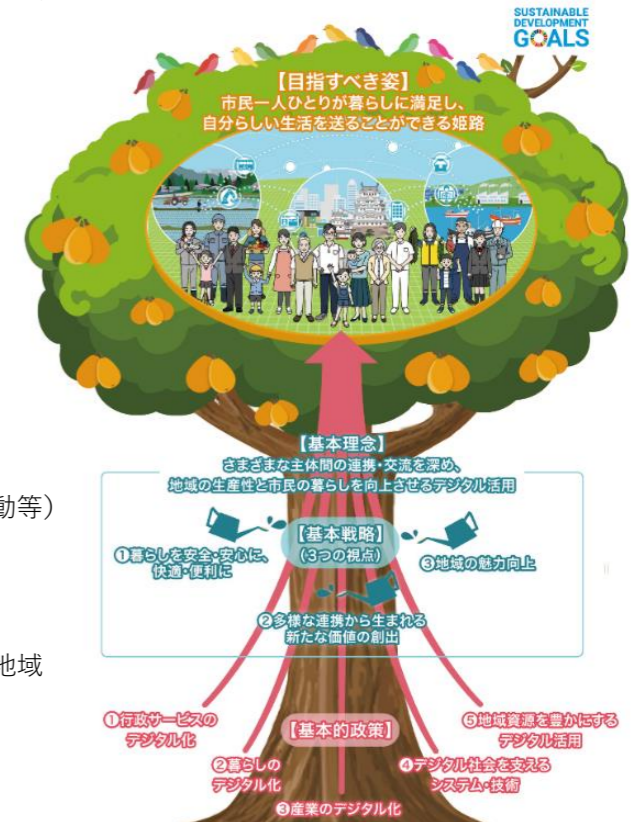 SUSTAINABLE
DEVELOPMENT
GOALS
【目指すべき姿】
市民一人ひとりが暮らしに満足し、
自分らしい生活を送ることができる姫路
【基本理念】
さまざまな主体間の連携・交流を深め、
地域の生産性と市民の暮らしを向上させるデジタル活用
動等）
【基本戦略】
(3つの視点)
①暮らしを安全・安心に、
快適・便利に
③地域の魅力向上
②多様な連携から生まれる
新たな価値の創出
地域
①行政サービスの
デジタル化
【基本的政策】
⑤地域資源を豊かにする
デジタル活用
②暮らしの
デジタル化
④デジタル社会を支える
システム・技術
③産業のデジタル化